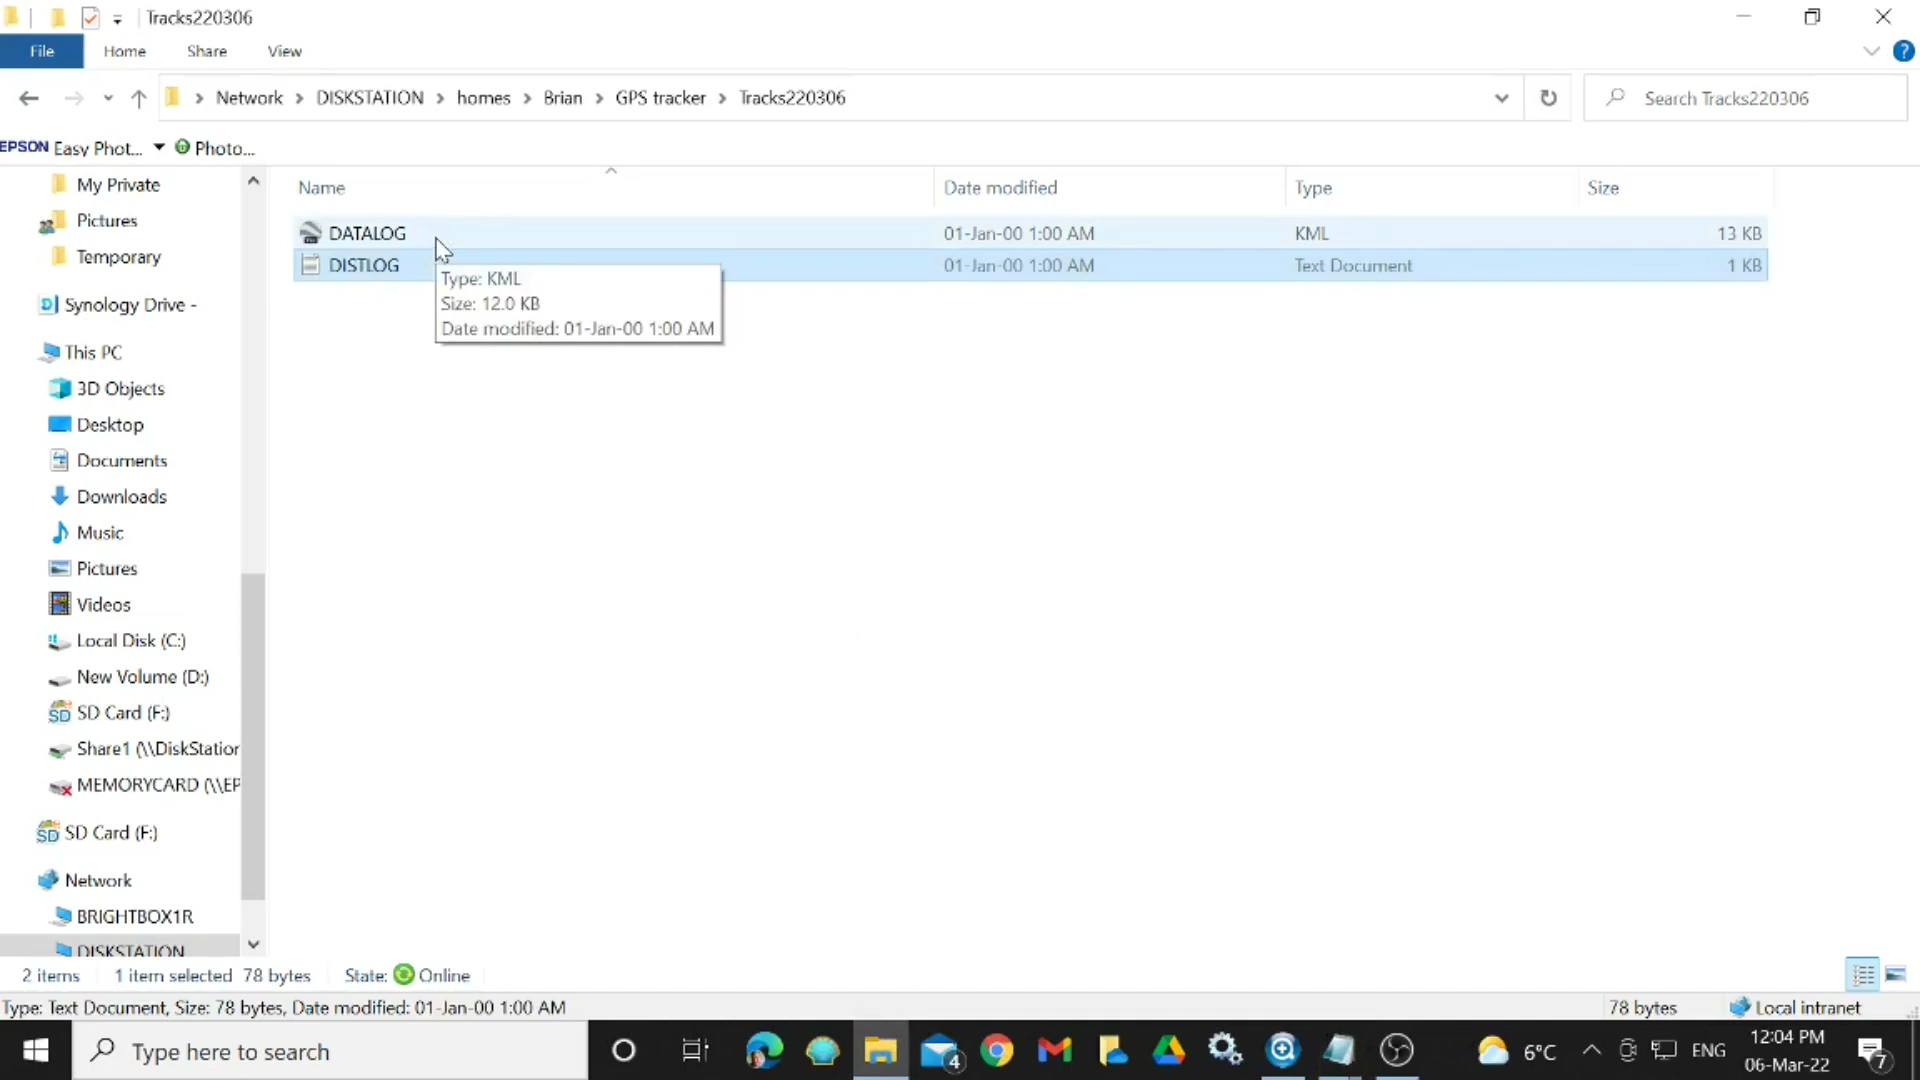 Tracks220306
File Home Share View
Network DISKSTATION homes Brian GPS tracker Tracks220306
Search Tracks220306
EPSON Easy Phot... Photo...
Name Date modified Type Size
DATALOG 01-Jan-00 1:00 AM KML 13 KB
DISTLOG 01-Jan-00 1:00 AM Text Document 1 KB
Type: KML
Size: 12.0 KB
Date modified: 01-Jan-00 1:00 AM
My Private
Pictures
Temporary
Synology Drive -
This PC
3D Objects
Desktop
Documents
Downloads
Music
Pictures
Videos
Local Disk (C:)
New Volume (D:)
SD Card (F:)
Share1 (\\DiskStation
MEMORYCARD (\\EP
SD Card (F:)
Network
BRIGHTBOX1R
DISKSTATION
2 items 1 item selected 78 bytes State: Online
Type: Text Document, Size: 78 bytes, Date modified: 01-Jan-00 1:00 AM 78 bytes Local intranet
Type here to search
4
6°C
ENG
12:04 PM
06-Mar-22
7